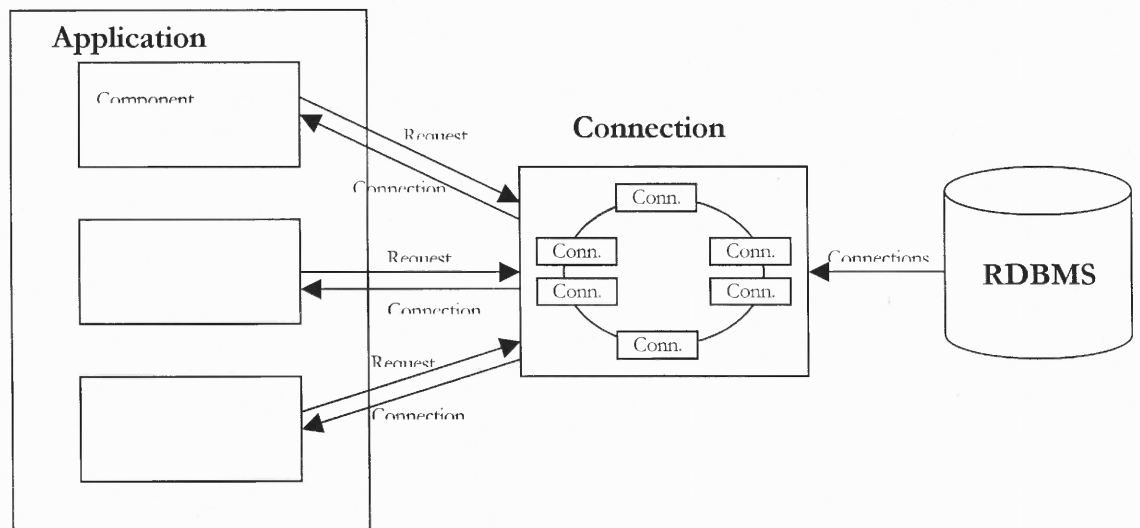 Application
Component
Request
Connection
Connection
Conn.
Conn.
Conn.
Conn.
Conn.
Conn.
Request
Connection
Connections
RDBMS
Request
Connection